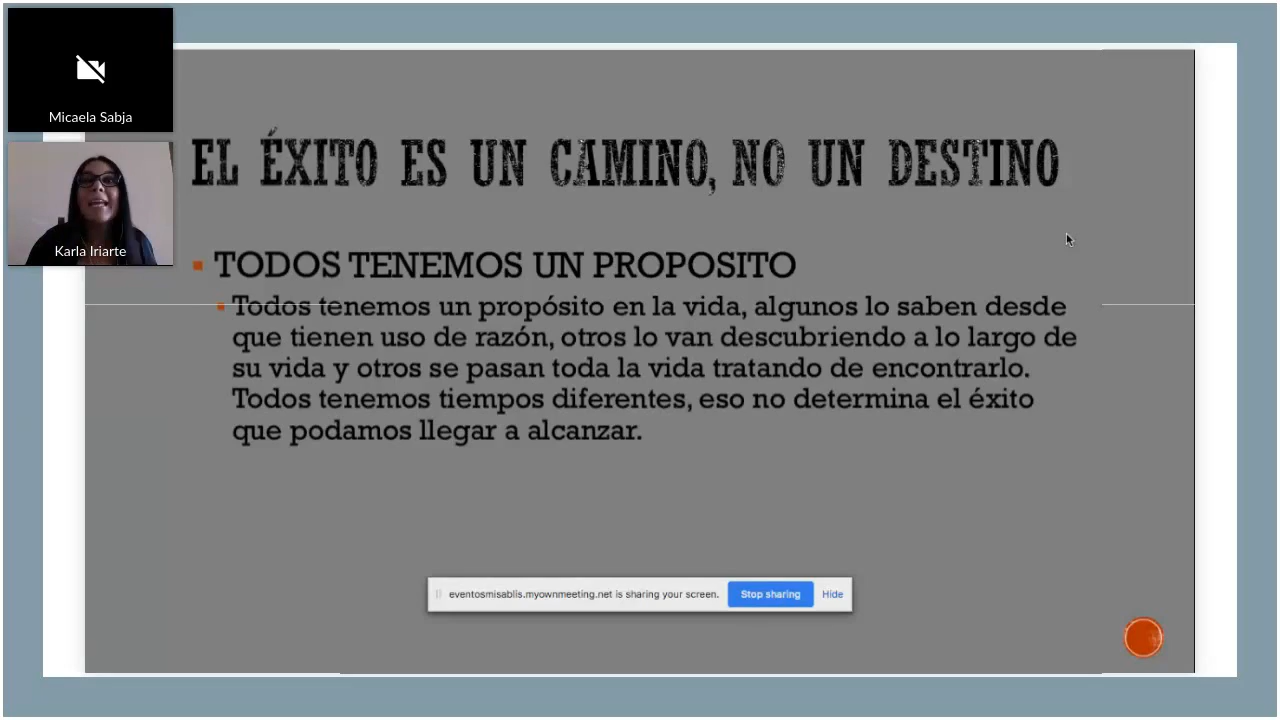 Micaela Sabja
Karla Iriarte
EL ÉXITO ES UN CAMINO, NO UN DESTINO
TODOS TENEMOS UN PROPOSITO
Todos tenemos un propósito en la vida, algunos lo saben desde
que tienen uso de razón, otros lo van descubriendo a lo largo de
su vida y otros se pasan toda la vida tratando de encontrarlo.
Todos tenemos tiempos diferentes, eso no determina el éxito
que podamos llegar a alcanzar.
eventosmisablis.myownmeeting.net is sharing your screen. Stop sharing Hide